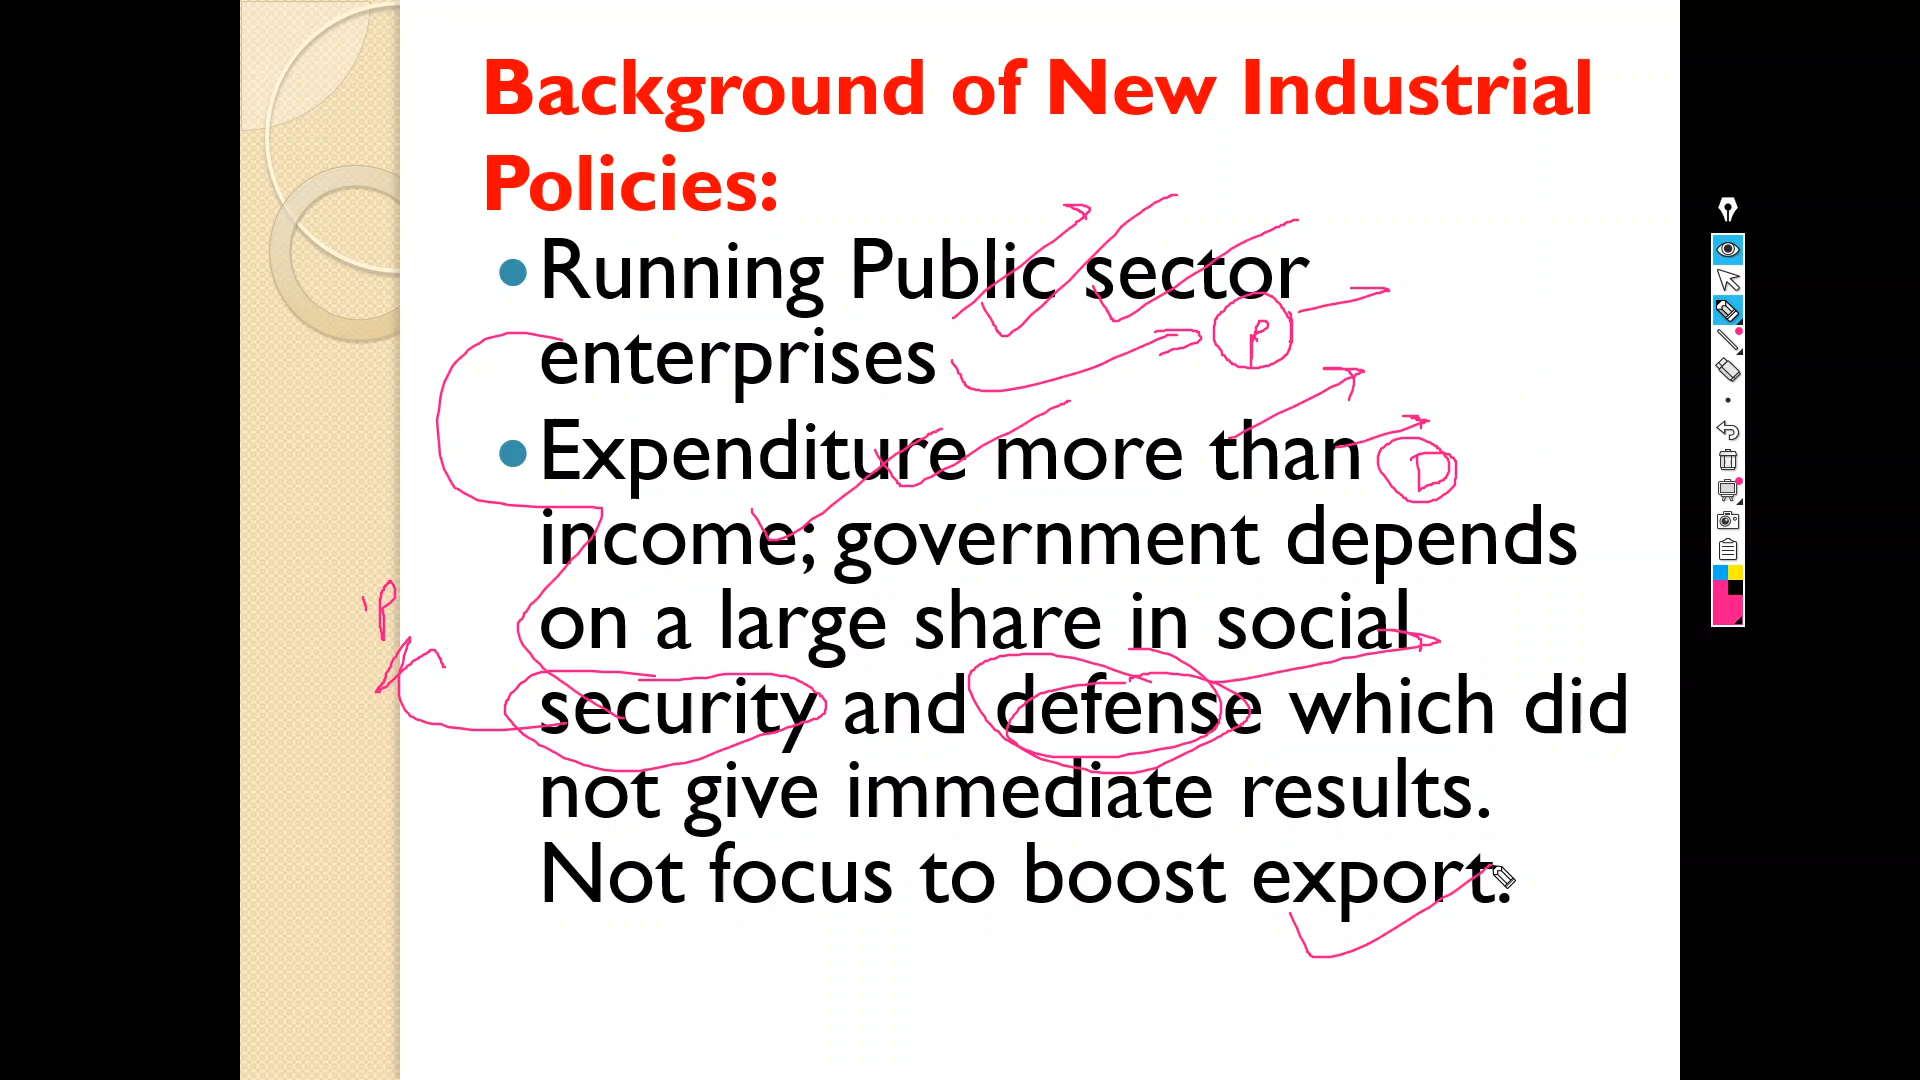 Background of New Industrial
Policies:
Running Public sector
enterprises
P
Expenditure more than
D
income; government depends
on a large share in social
P
security and defense which did
not give immediate results.
Not focus to boost export.